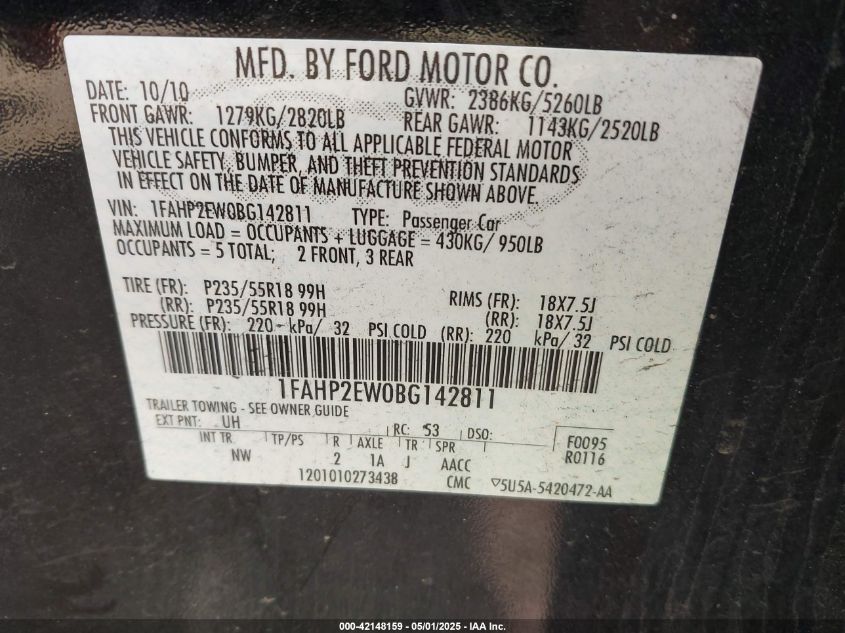 MFD. BY FORD MOTOR CO.
DATE: 10/10 GVWR: 2386KG/5260LB
FRONT GAWR: 1279KG/2820LB REAR GAWR: 1143KG/2520LB
THIS VEHICLE CONFORMS TO ALL APPLICABLE FEDERAL MOTOR
VEHICLE SAFETY, BUMPER, AND THEFT PREVENTION STANDARDS
IN EFFECT ON THE DATE OF MANUFACTURE SHOWN ABOVE.
VIN: 1FAHP2EW0BG142811 TYPE: Passenger Car
MAXIMUM LOAD = OCCUPANTS + LUGGAGE = 430KG/ 950LB
OCCUPANTS = 5 TOTAL; 2 FRONT, 3 REAR
TIRE (FR): P235/55R18 99H RIMS (FR): 18X7.5J
(RR): P235/55R18 99H (RR): 18X7.5J
PRESSURE (FR): 220 kPa/ 32 PSI COLD (RR): 220 kPa/ 32 PSI COLD
1FAHP2EW0BG142811
TRAILER TOWING - SEE OWNER GUIDE
EXT PNT: UH RC: 53 DSO: F0095
INT TR. TP/PS R AXLE TR SPR R0116
NW 2 1A J AACC
1201010273438 CMC ▽5U5A-5420472-AA
000-42148159 - 05/01/2025 - IAA Inc.